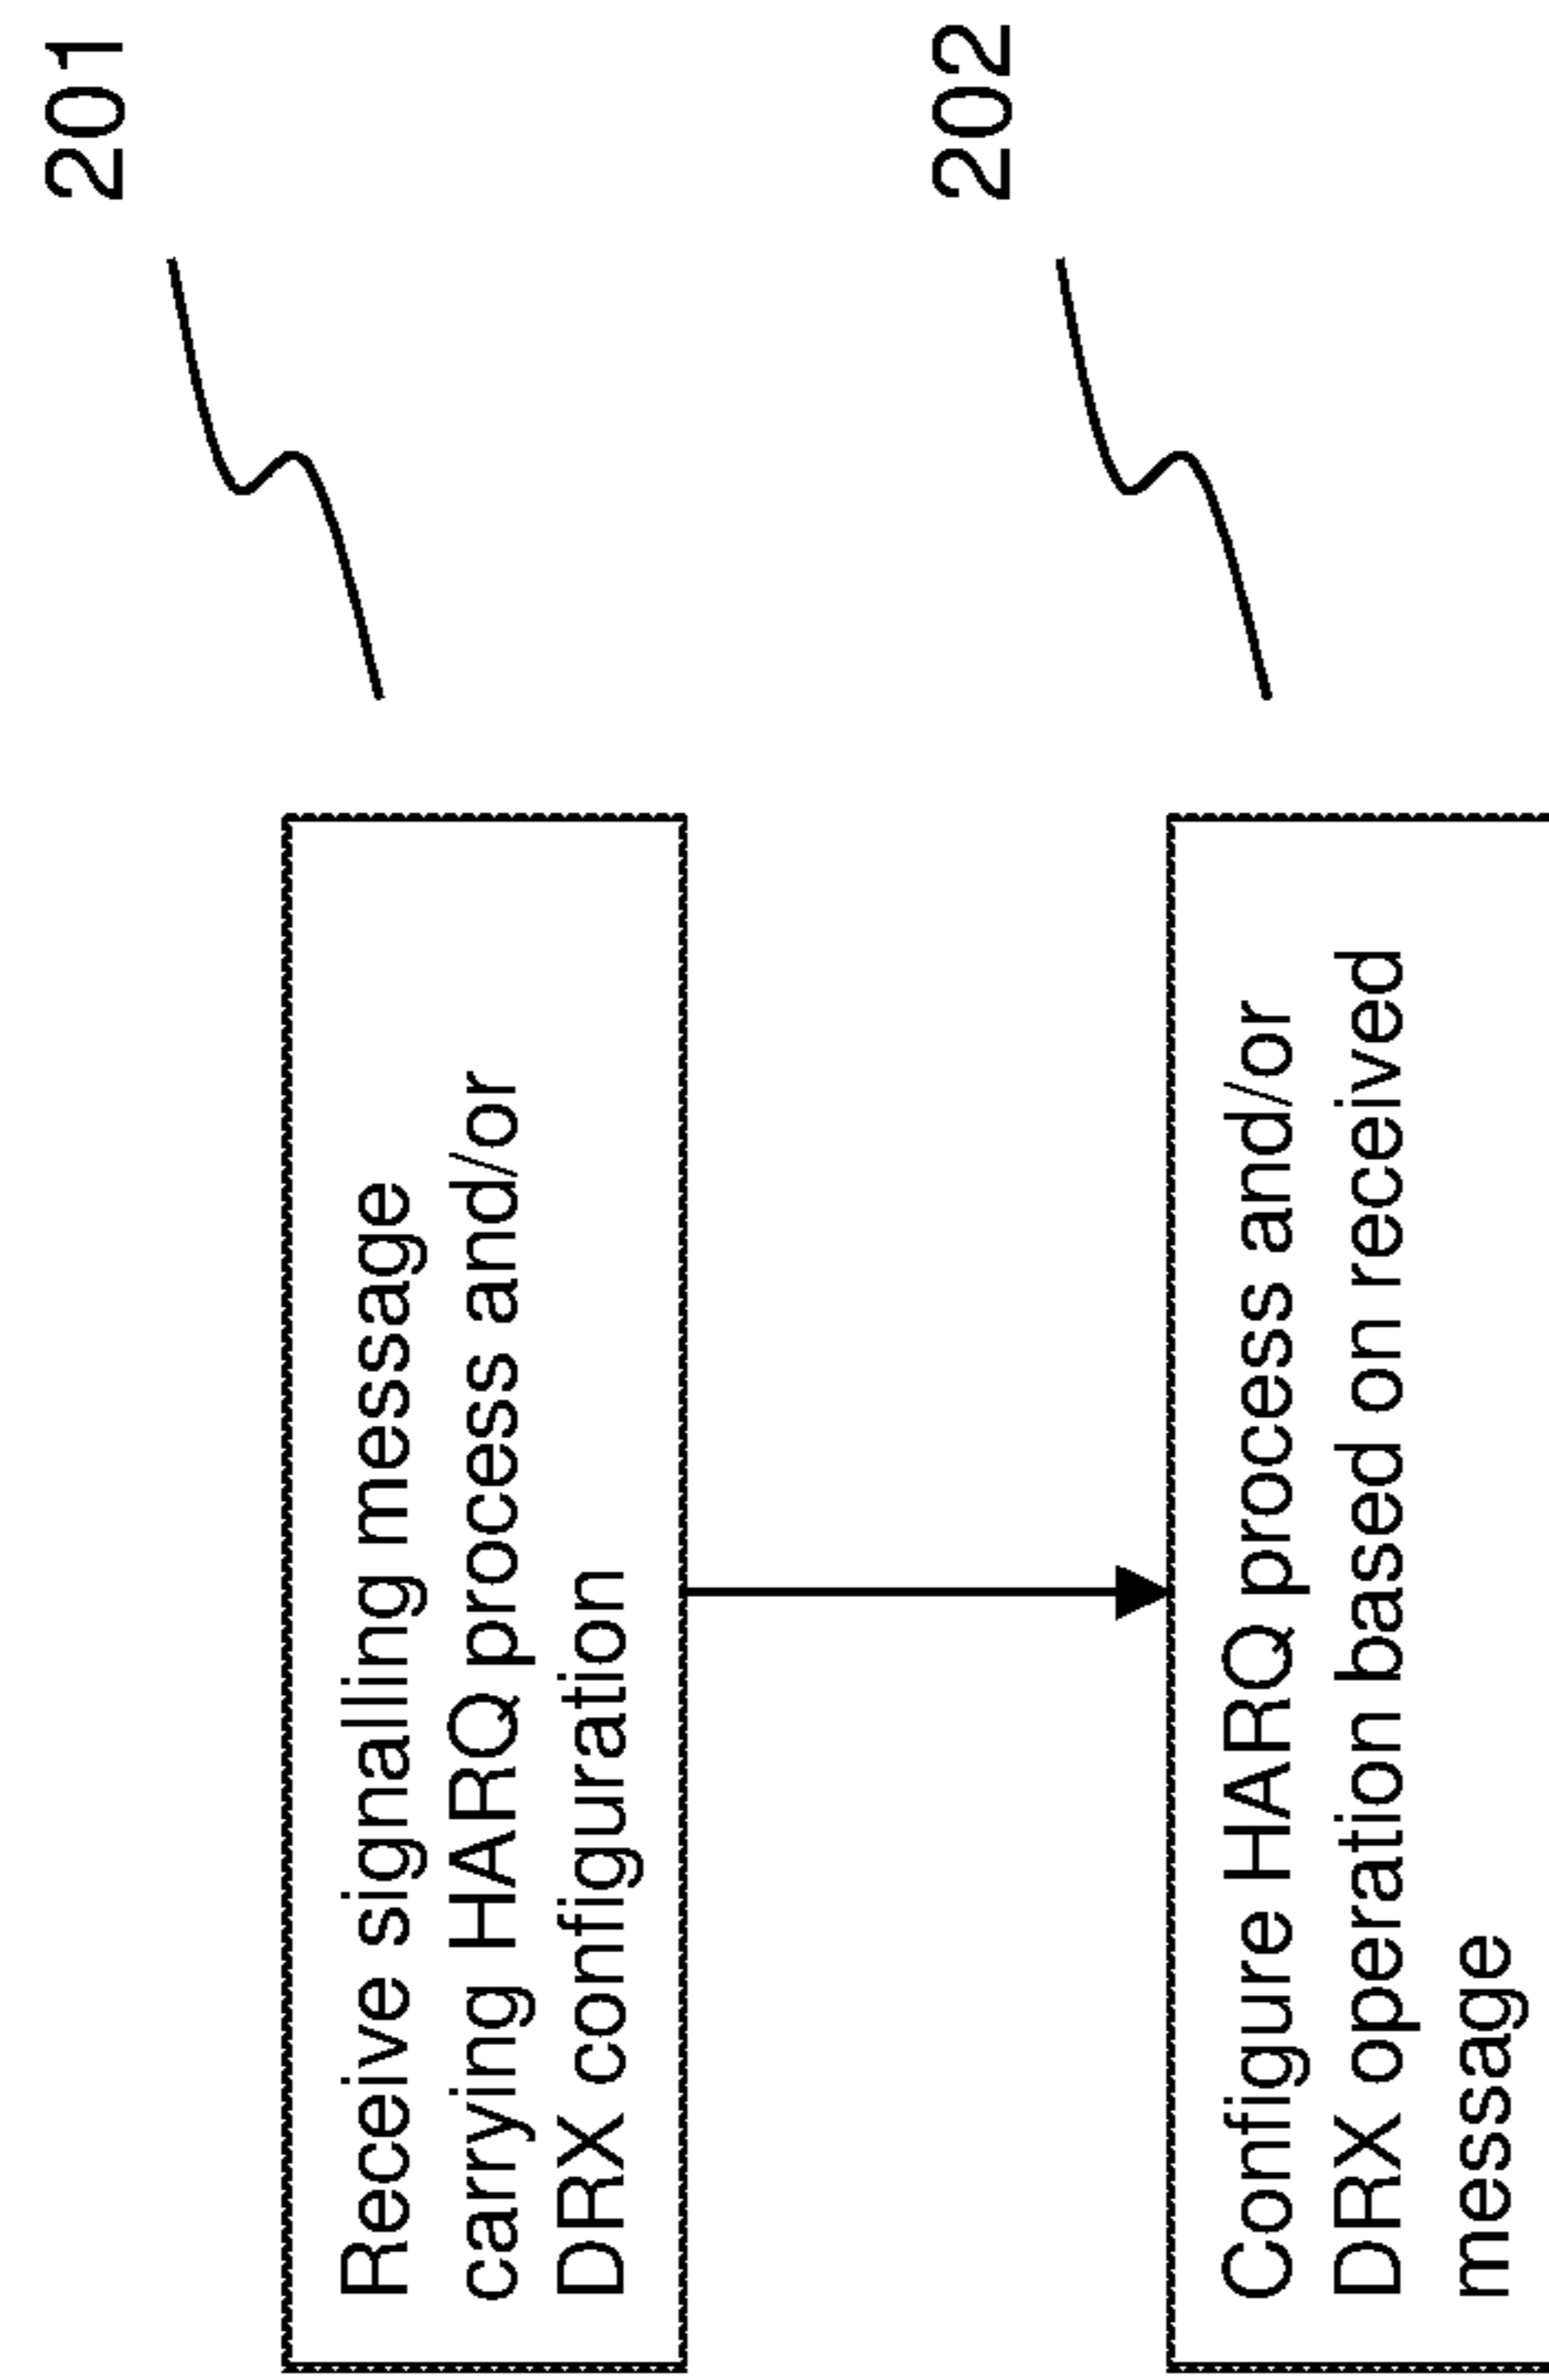 201
Receive signalling message
carrying HARQ process and/or
DRX configuration
202
Configure HARQ process and/or
DRX operation based on received
message